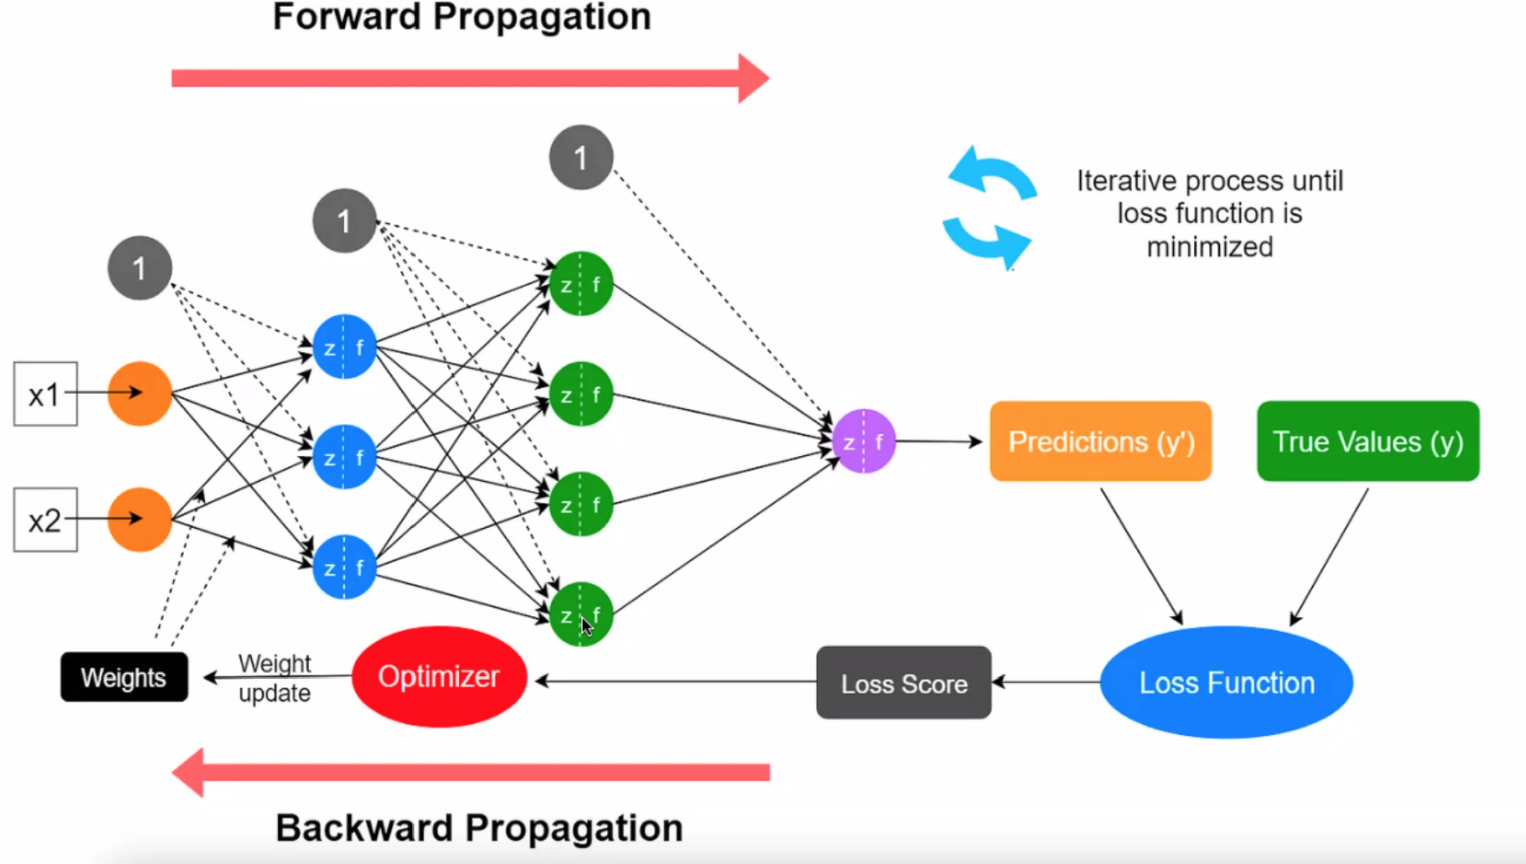 Forward Propagation
1
1
1
Iterative process until
loss function is
minimized
z f
z f
x1
z f
z f
z f
Predictions (y')
True Values (y)
z f
x2
z f
z f
z f
Weights
Weight
update
Optimizer
Loss Score
Loss Function
Backward Propagation